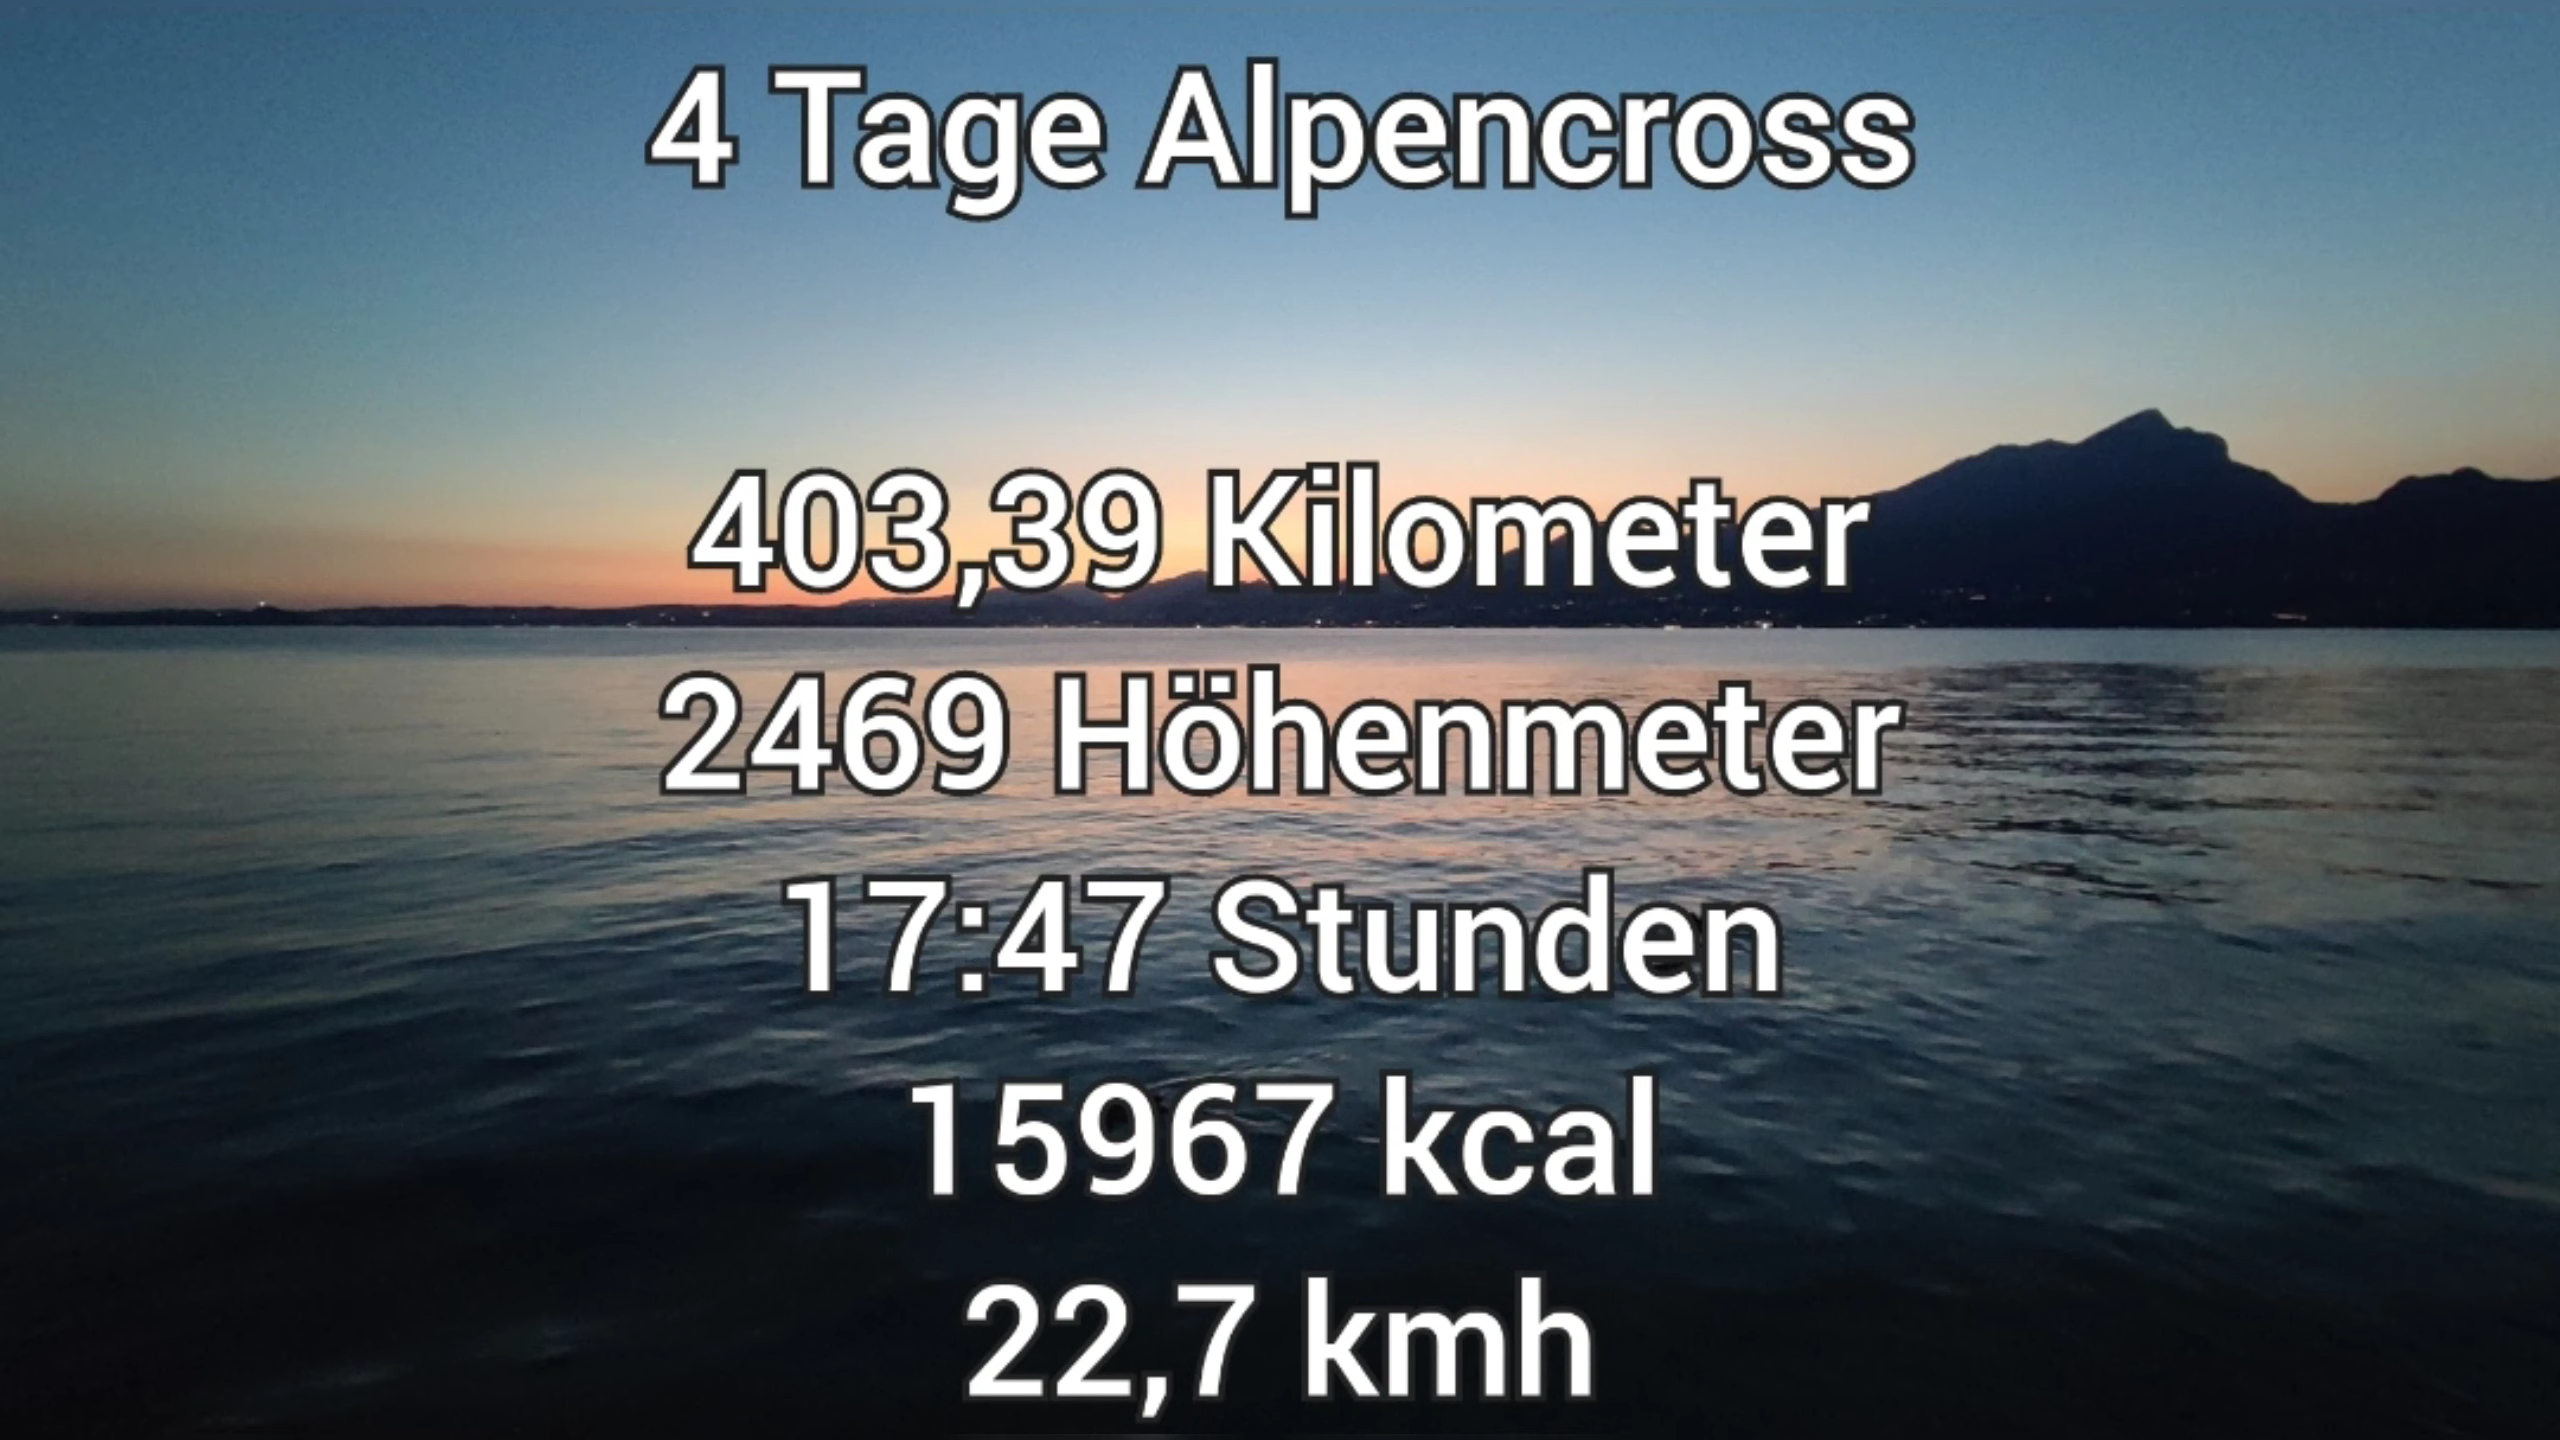 4 Tage Alpencross
403,39 Kilometer
2469 Höhenmeter
17:47 Stunden
15967 kcal
22,7 kmh